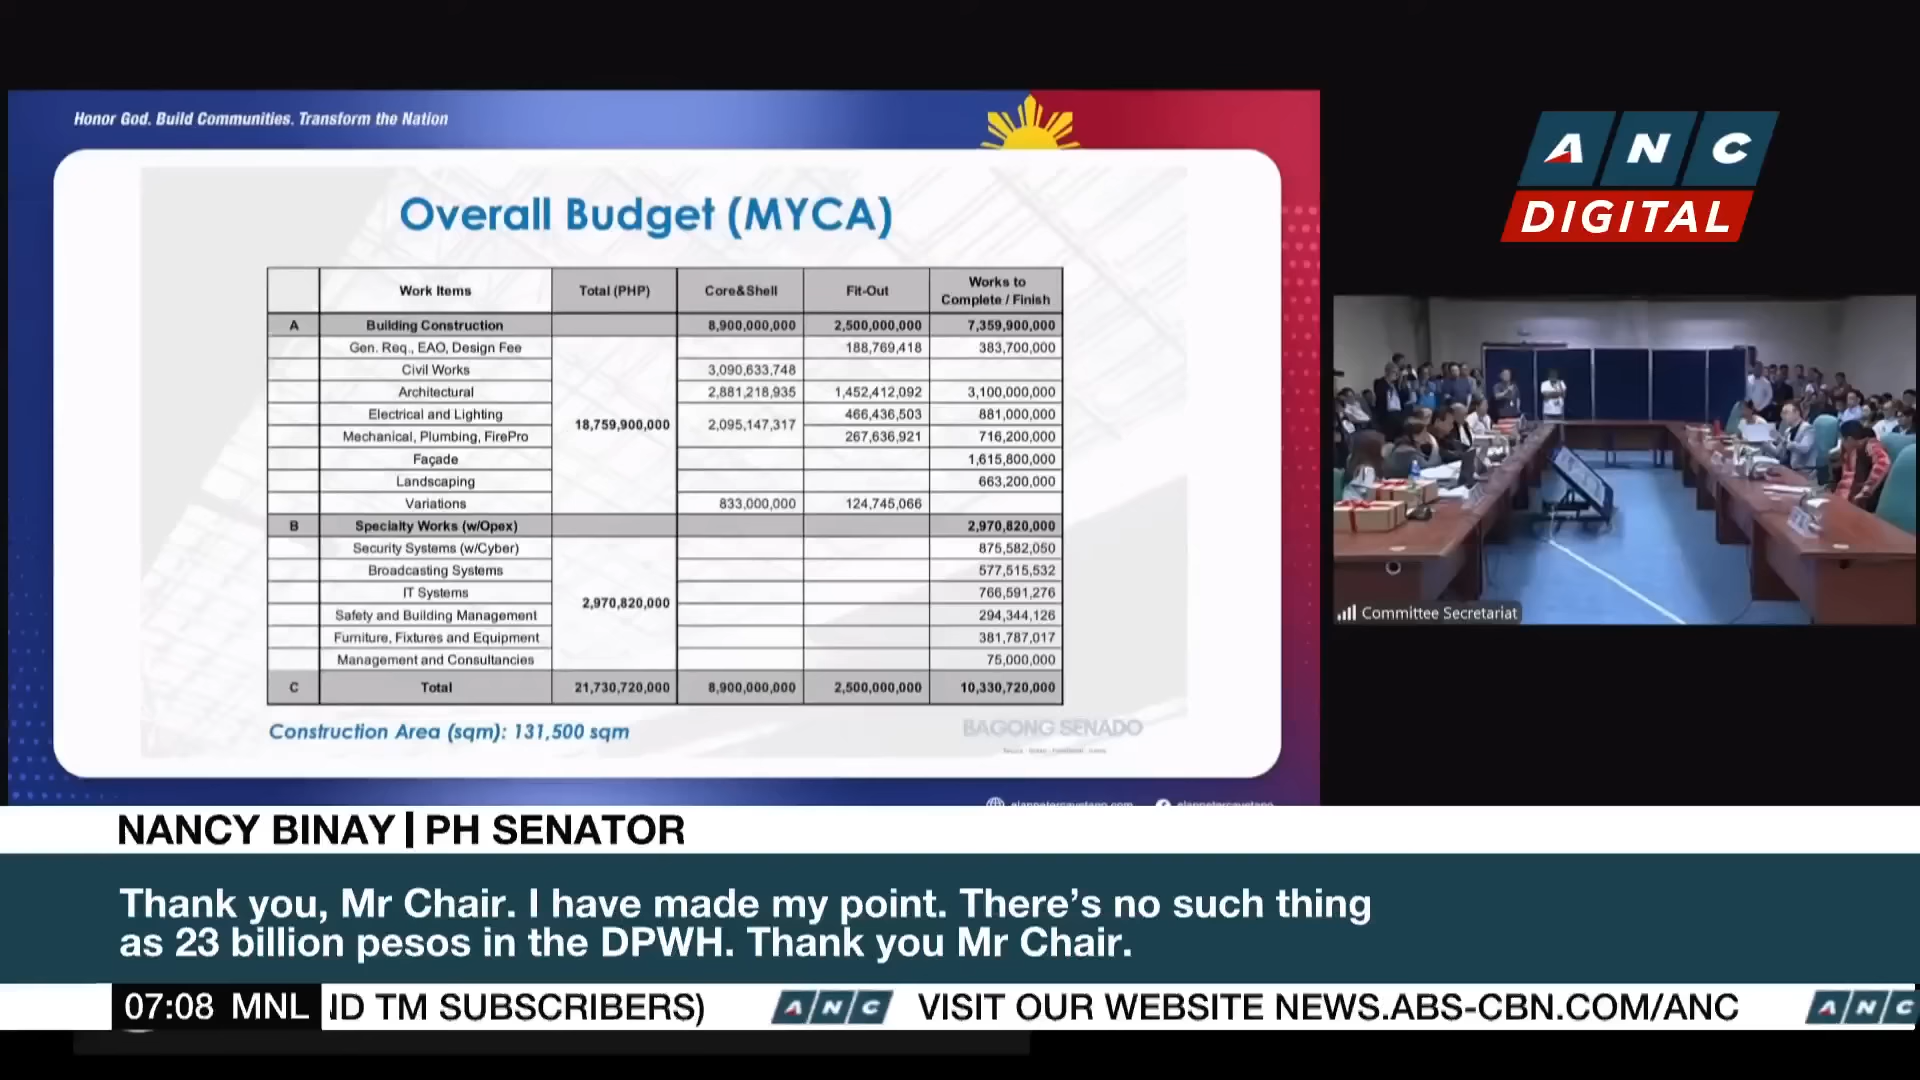 Honor God. Build Communities. Transform the Nation
Overall Budget (MYCA)
Work Items Total (PHP) Core&Shell Fit-Out Works to Complete / Finish
A Building Construction 8,900,000,000 2,500,000,000 7,359,900,000
Gen. Req., EAO, Design Fee 188,769,418 383,700,000
Civil Works 3,090,633,748
Architectural 2,881,218,935 1,452,412,092 3,100,000,000
Electrical and Lighting 466,436,503 881,000,000
18,759,900,000 2,095,147,317
Mechanical, Plumbing, FirePro 267,636,921 716,200,000
Façade 1,615,800,000
Landscaping 663,200,000
Variations 833,000,000 124,745,066
B Specialty Works (w/Opex) 2,970,820,000
Security Systems (w/Cyber) 875,582,050
Broadcasting Systems 577,515,532
IT Systems 766,591,276
2,970,820,000
Safety and Building Management 294,344,126
Furniture, Fixtures and Equipment 381,787,017
Management and Consultancies 75,000,000
C Total 21,730,720,000 8,900,000,000 2,500,000,000 10,330,720,000
Construction Area (sqm): 131,500 sqm
BAGONG SENADO
ANC
DIGITAL
Committee Secretariat
NANCY BINAY | PH SENATOR
Thank you, Mr Chair. I have made my point. There's no such thing
as 23 billion pesos in the DPWH. Thank you Mr Chair.
07:08 MNL ND TM SUBSCRIBERS) ANC VISIT OUR WEBSITE NEWS.ABS-CBN.COM/ANC ANC